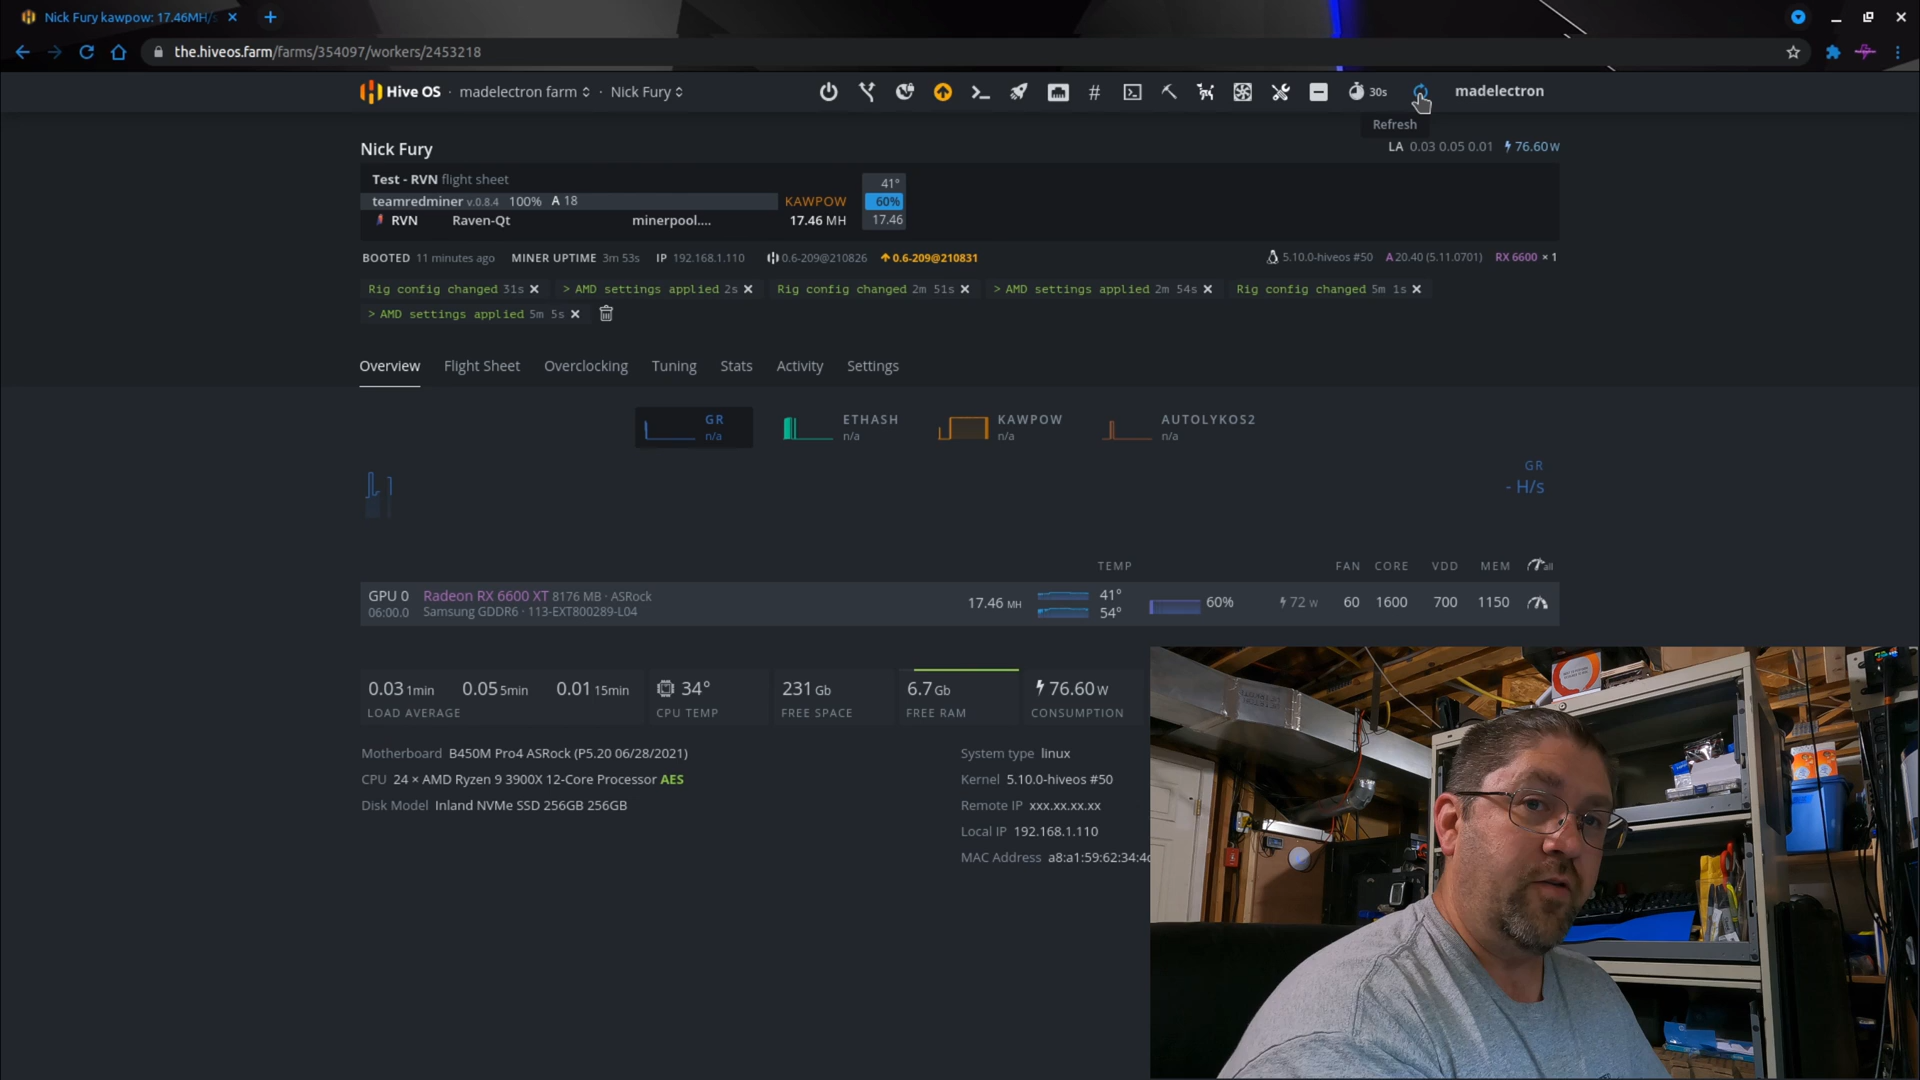 Nick Fury kawpow: 17.46MH/s
the.hiveos.farm/farms/354097/workers/2453218
Hive OS · madelectron farm · Nick Fury
# 30s madelectron
Refresh
Nick Fury
LA 0.03 0.05 0.01 76.60 W
Test - RVN flight sheet
41°
teamredminer v.0.8.4 100% A 18 KAWPOW 60%
RVN Raven-Qt minerpool.... 17.46 MH 17.46
BOOTED 11 minutes ago MINER UPTIME 3m 53s IP 192.168.1.110 0.6-209@210826 0.6-209@210831 5.10.0-hiveos #50 A 20.40 (5.11.0701) RX 6600 × 1
Rig config changed 31s × > AMD settings applied 2s × Rig config changed 2m 51s × > AMD settings applied 2m 54s × Rig config changed 5m 1s ×
> AMD settings applied 5m 5s ×
Overview Flight Sheet Overclocking Tuning Stats Activity Settings
GR ETHASH KAWPOW AUTOLYKOS2
n/a n/a n/a n/a
GR
- H/s
TEMP FAN CORE VDD MEM all
GPU 0 Radeon RX 6600 XT 8176 MB · ASRock 17.46 MH 41° 60% 72 W 60 1600 700 1150
06:00.0 Samsung GDDR6 · 113-EXT800289-L04 54°
0.03 1min 0.05 5min 0.01 15min 34° 231 Gb 6.7 Gb 76.60 W
LOAD AVERAGE CPU TEMP FREE SPACE FREE RAM CONSUMPTION
Motherboard B450M Pro4 ASRock (P5.20 06/28/2021) System type linux
CPU 24 × AMD Ryzen 9 3900X 12-Core Processor AES Kernel 5.10.0-hiveos #50
Disk Model Inland NVMe SSD 256GB 256GB Remote IP xxx.xx.xx.xx
Local IP 192.168.1.110
MAC Address a8:a1:59:62:34:4c